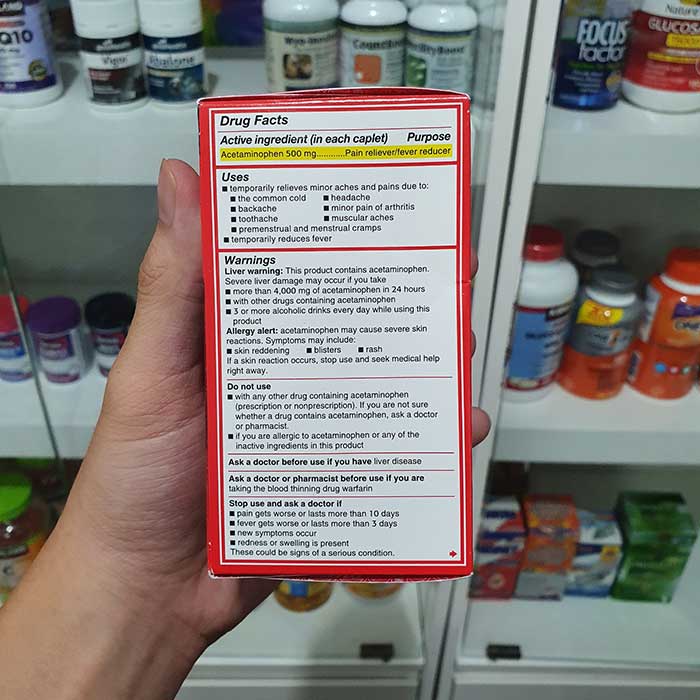 Q10
Vigor
FOCUS
factor
Nature
GLUCOS
Drug Facts
Active ingredient (in each caplet) Purpose
Acetaminophen 500 mg............Pain reliever/fever reducer
Uses
■ temporarily relieves minor aches and pains due to:
■ the common cold ■ headache
■ backache ■ minor pain of arthritis
■ toothache ■ muscular aches
■ premenstrual and menstrual cramps
■ temporarily reduces fever
Warnings
Liver warning: This product contains acetaminophen.
Severe liver damage may occur if you take
■ more than 4,000 mg of acetaminophen in 24 hours
■ with other drugs containing acetaminophen
■ 3 or more alcoholic drinks every day while using this
product
Allergy alert: acetaminophen may cause severe skin
reactions. Symptoms may include:
■ skin reddening ■ blisters ■ rash
If a skin reaction occurs, stop use and seek medical help
right away.
Do not use
■ with any other drug containing acetaminophen
(prescription or nonprescription). If you are not sure
whether a drug contains acetaminophen, ask a doctor
or pharmacist.
■ if you are allergic to acetaminophen or any of the
inactive ingredients in this product
Ask a doctor before use if you have liver disease
Ask a doctor or pharmacist before use if you are
taking the blood thinning drug warfarin
Stop use and ask a doctor if
■ pain gets worse or lasts more than 10 days
■ fever gets worse or lasts more than 3 days
■ new symptoms occur
■ redness or swelling is present
These could be signs of a serious condition.